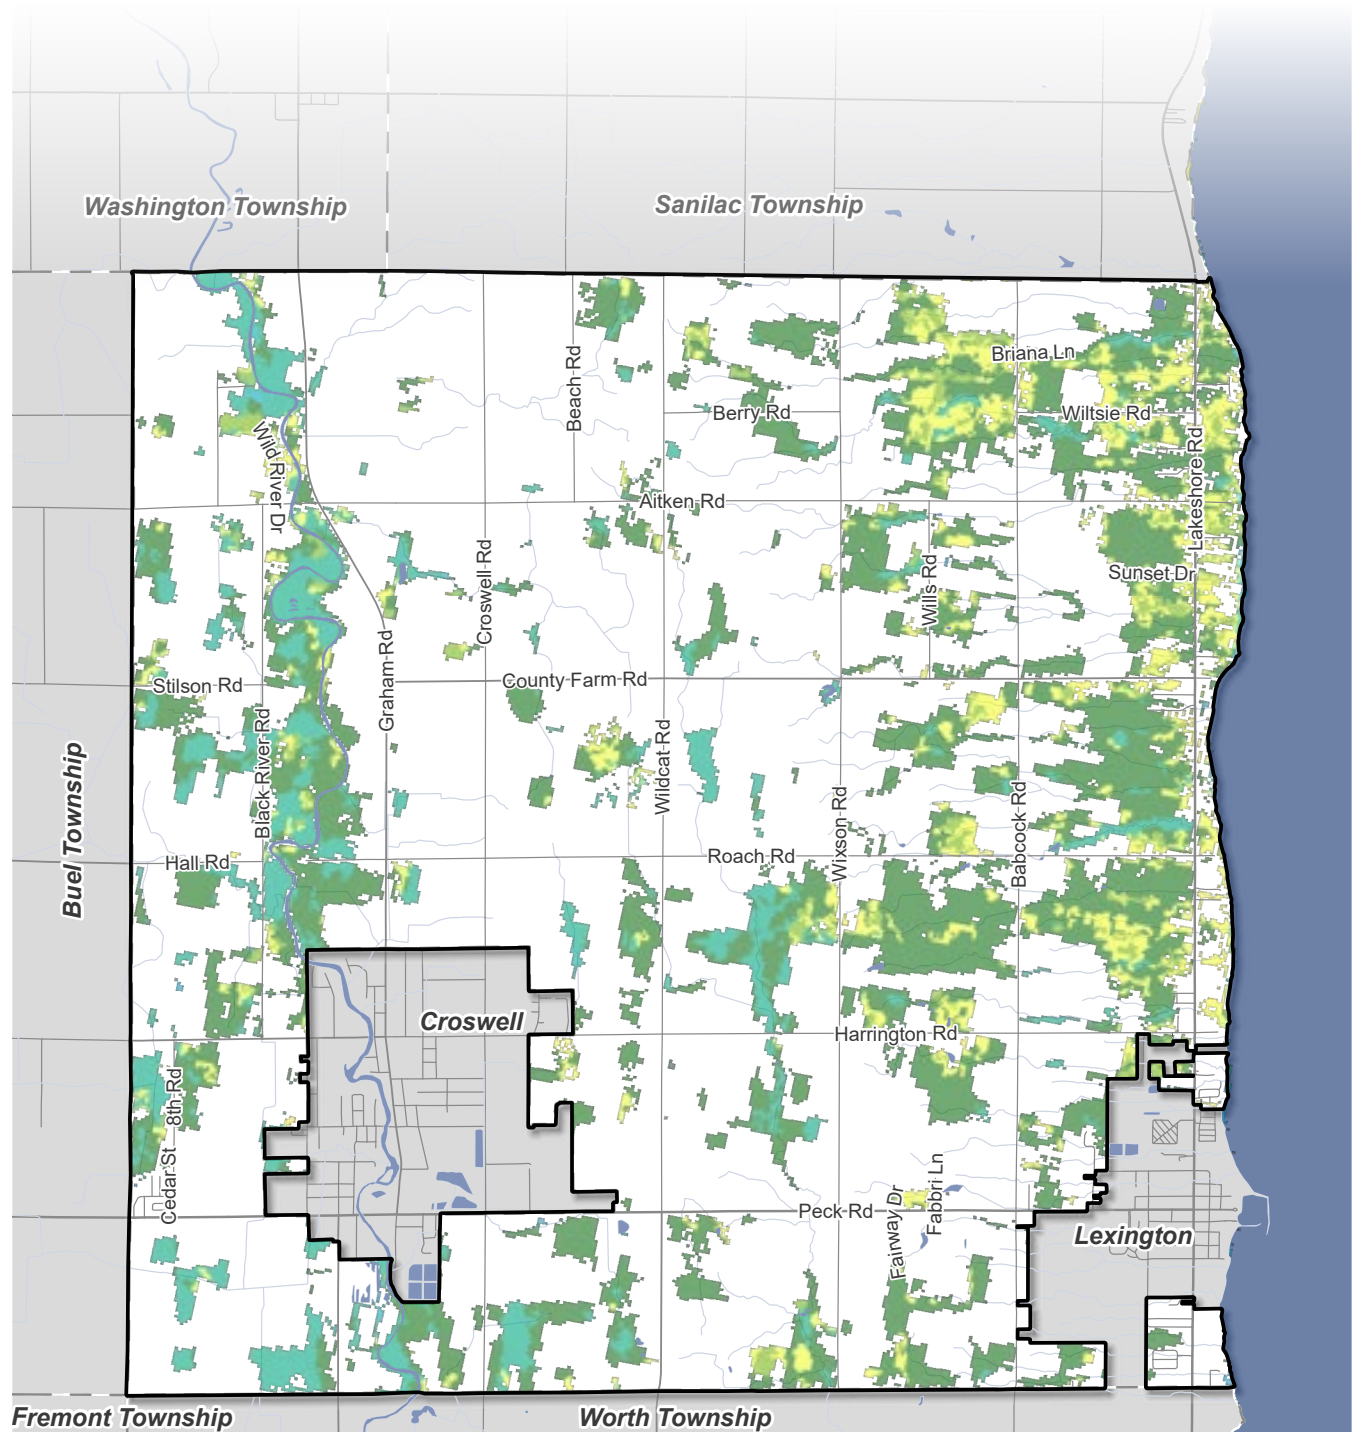 Washington Township
Sanilac Township
Briana Ln
Beach Rd
Berry Rd
Wiltsie Rd
Wild River Dr
Lakeshore Rd
Aitken Rd
Croswell Rd
Wills Rd
Sunset Dr
Graham Rd
Stilson Rd
County Farm Rd
Black River Rd
Wildcat Rd
Buel Township
Wixson Rd
Babcock Rd
Hall Rd
Roach Rd
Croswell
Harrington Rd
8th Rd
Cedar St
Fairway Dr
Fabbri Ln
Peck Rd
Lexington
Fremont Township
Worth Township